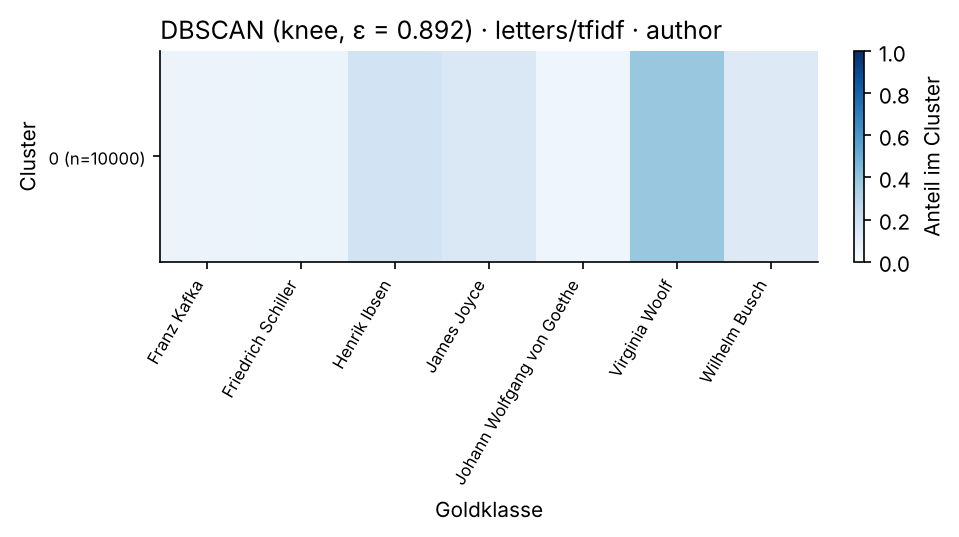 DBSCAN (knee, ε = 0.892) · letters/tfidf · author
Cluster
0 (n=10000)
Franz Kafka
Friedrich Schiller
Henrik Ibsen
James Joyce
Johann Wolfgang von Goethe
Virginia Woolf
Wilhelm Busch
Goldklasse
1.0
0.8
0.6
0.4
0.2
0.0
Anteil im Cluster